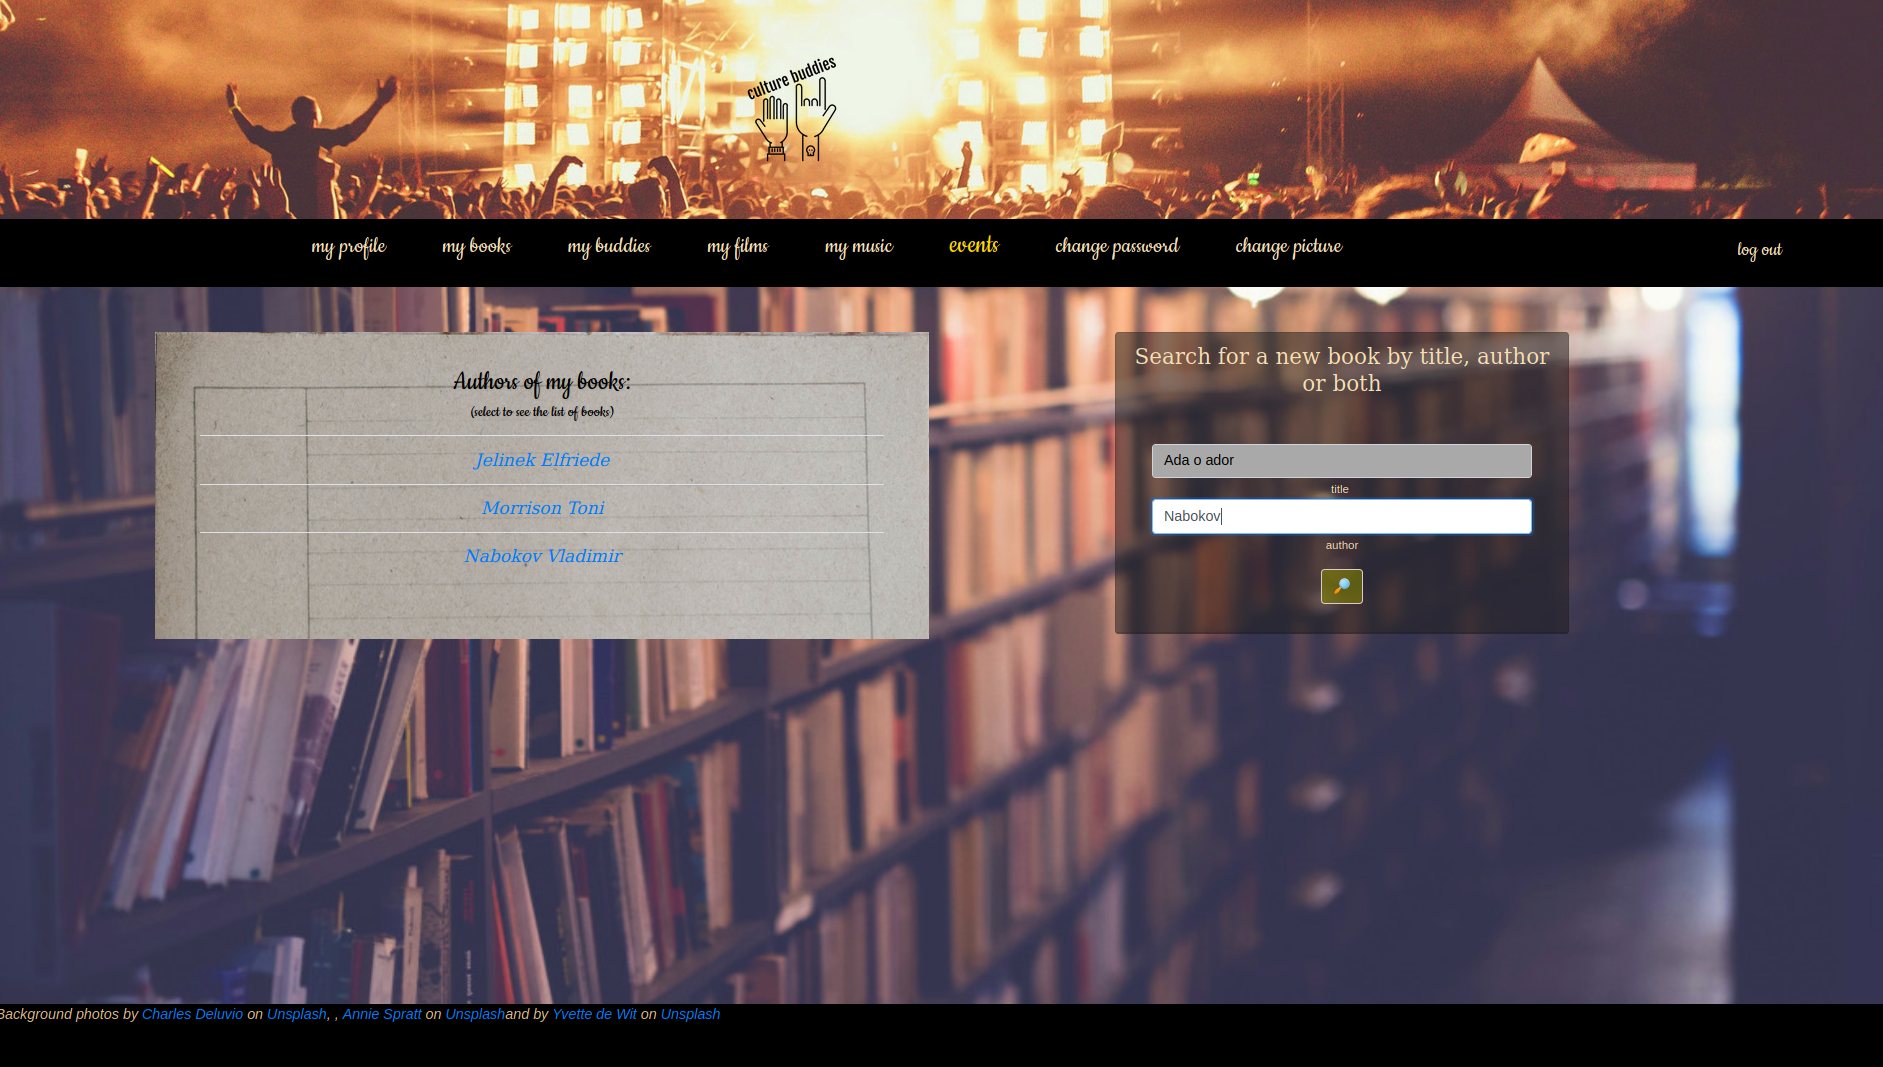 culture buddies
my profile my books my buddies my films my music events change password change picture log out
Authors of my books:
(select to see the list of books)
Jelinek Elfriede
Morrison Toni
Nabokov Vladimir
Search for a new book by title, author
or both
Ada o ador
title
Nabokov
author
Background photos by Charles Deluvio on Unsplash, , Annie Spratt on Unsplashand by Yvette de Wit on Unsplash